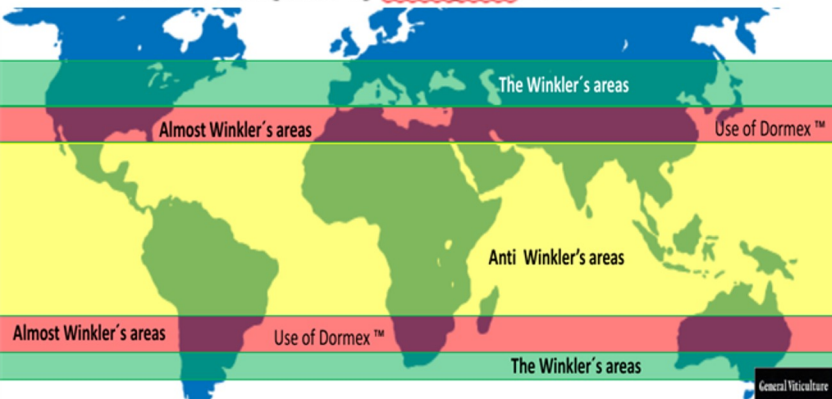 The Winkler´s areas
Almost Winkler´s areas
Use of Dormex ™
Anti Winkler’s areas
Almost Winkler´s areas
Use of Dormex ™
The Winkler´s areas
General Viticulture